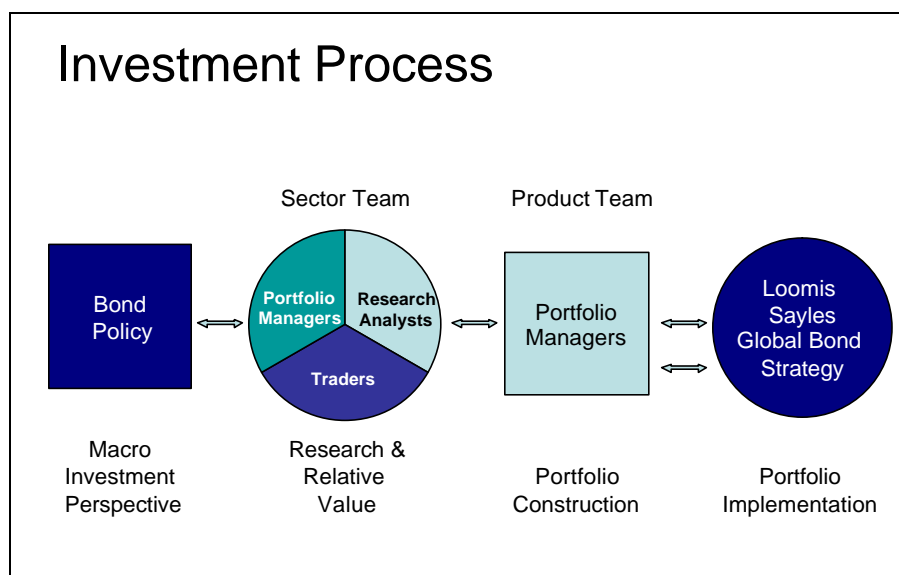 Investment Process
Sector Team
Product Team
Bond
Policy
Portfolio
Managers
Research
Analysts
Traders
Portfolio
Managers
Loomis
Sayles
Global Bond
Strategy
Macro
Investment
Perspective
Research &
Relative
Value
Portfolio
Construction
Portfolio
Implementation